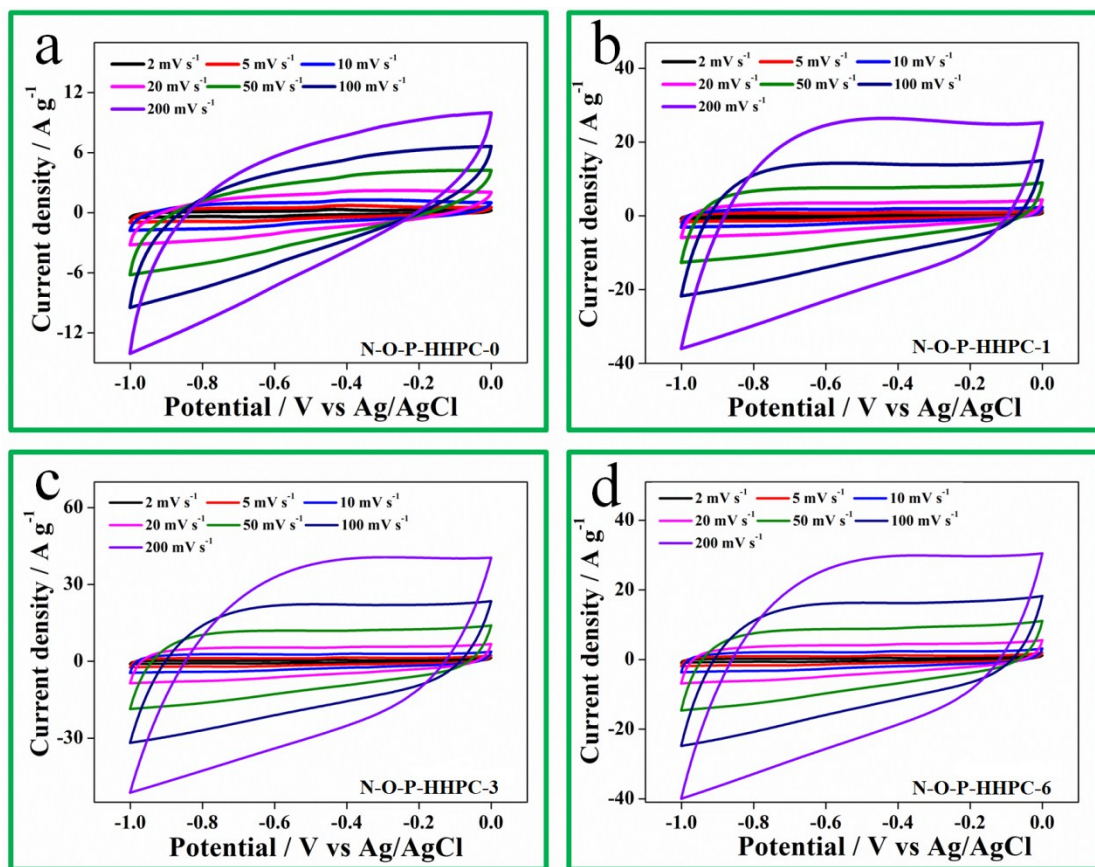 a
2 mV s⁻¹ 5 mV s⁻¹ 10 mV s⁻¹
20 mV s⁻¹ 50 mV s⁻¹ 100 mV s⁻¹
200 mV s⁻¹
Current density / A g⁻¹
12
6
0
-6
-12
N-O-P-HHPC-0
-1.0 -0.8 -0.6 -0.4 -0.2 0.0
Potential / V vs Ag/AgCl
b
2 mV s⁻¹ 5 mV s⁻¹ 10 mV s⁻¹
20 mV s⁻¹ 50 mV s⁻¹ 100 mV s⁻¹
200 mV s⁻¹
Current density / A g⁻¹
40
20
0
-20
-40
N-O-P-HHPC-1
-1.0 -0.8 -0.6 -0.4 -0.2 0.0
Potential / V vs Ag/AgCl
c
2 mV s⁻¹ 5 mV s⁻¹ 10 mV s⁻¹
20 mV s⁻¹ 50 mV s⁻¹ 100 mV s⁻¹
200 mV s⁻¹
Current density / A g⁻¹
60
30
0
-30
N-O-P-HHPC-3
-1.0 -0.8 -0.6 -0.4 -0.2 0.0
Potential / V vs Ag/AgCl
d
2 mV s⁻¹ 5 mV s⁻¹ 10 mV s⁻¹
20 mV s⁻¹ 50 mV s⁻¹ 100 mV s⁻¹
200 mV s⁻¹
Current density / A g⁻¹
40
20
0
-20
-40
N-O-P-HHPC-6
-1.0 -0.8 -0.6 -0.4 -0.2 0.0
Potential / V vs Ag/AgCl